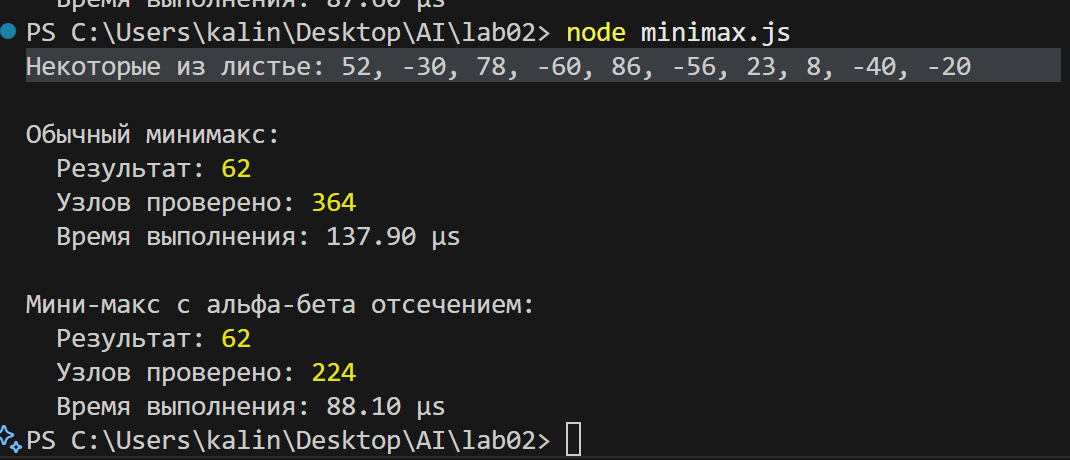 Время выполнения: 87.60 µs
PS C:\Users\kalin\Desktop\AI\lab02> node minimax.js
Некоторые из листье: 52, -30, 78, -60, 86, -56, 23, 8, -40, -20
Обычный минимакс:
Результат: 62
Узлов проверено: 364
Время выполнения: 137.90 µs
Мини-макс с альфа-бета отсечением:
Результат: 62
Узлов проверено: 224
Время выполнения: 88.10 µs
PS C:\Users\kalin\Desktop\AI\lab02>